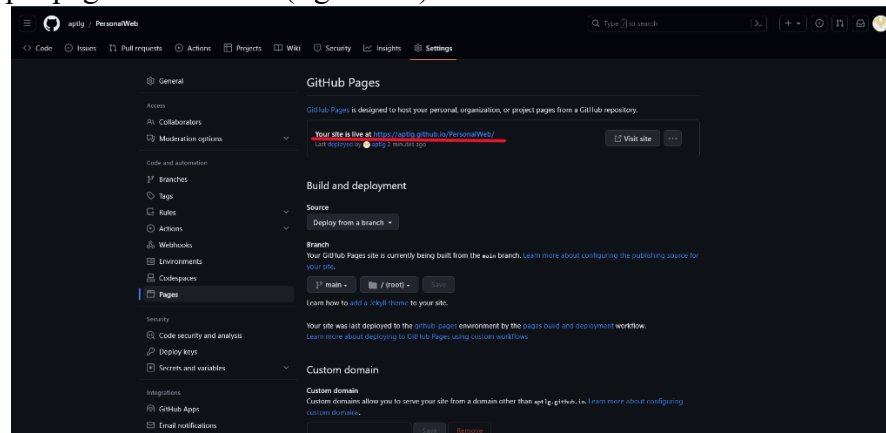 aptlg / PersonalWeb
Type / to search
Code Issues Pull requests Actions Projects Wiki Security Insights Settings
General
Access
Collaborators
Moderation options
Code and automation
Branches
Tags
Rules
Actions
Webhooks
Environments
Codespaces
Pages
Security
Code security and analysis
Deploy keys
Secrets and variables
Integrations
GitHub Apps
Email notifications
GitHub Pages
GitHub Pages is designed to host your personal, organization, or project pages from a GitHub repository.
Your site is live at https://aptlg.github.io/PersonalWeb/
Last deployed by aptlg 2 minutes ago
Visit site
Build and deployment
Source
Deploy from a branch
Branch
Your GitHub Pages site is currently being built from the main branch. Learn more about configuring the publishing source for
your site.
main / (root) Save
Learn how to add a Jekyll theme to your site.
Your site was last deployed to the github-pages environment by the pages build and deployment workflow.
Learn more about deploying to GitHub Pages using custom workflows
Custom domain
Custom domain
Custom domains allow you to serve your site from a domain other than aptlg.github.io. Learn more about configuring
custom domains.
Save Remove